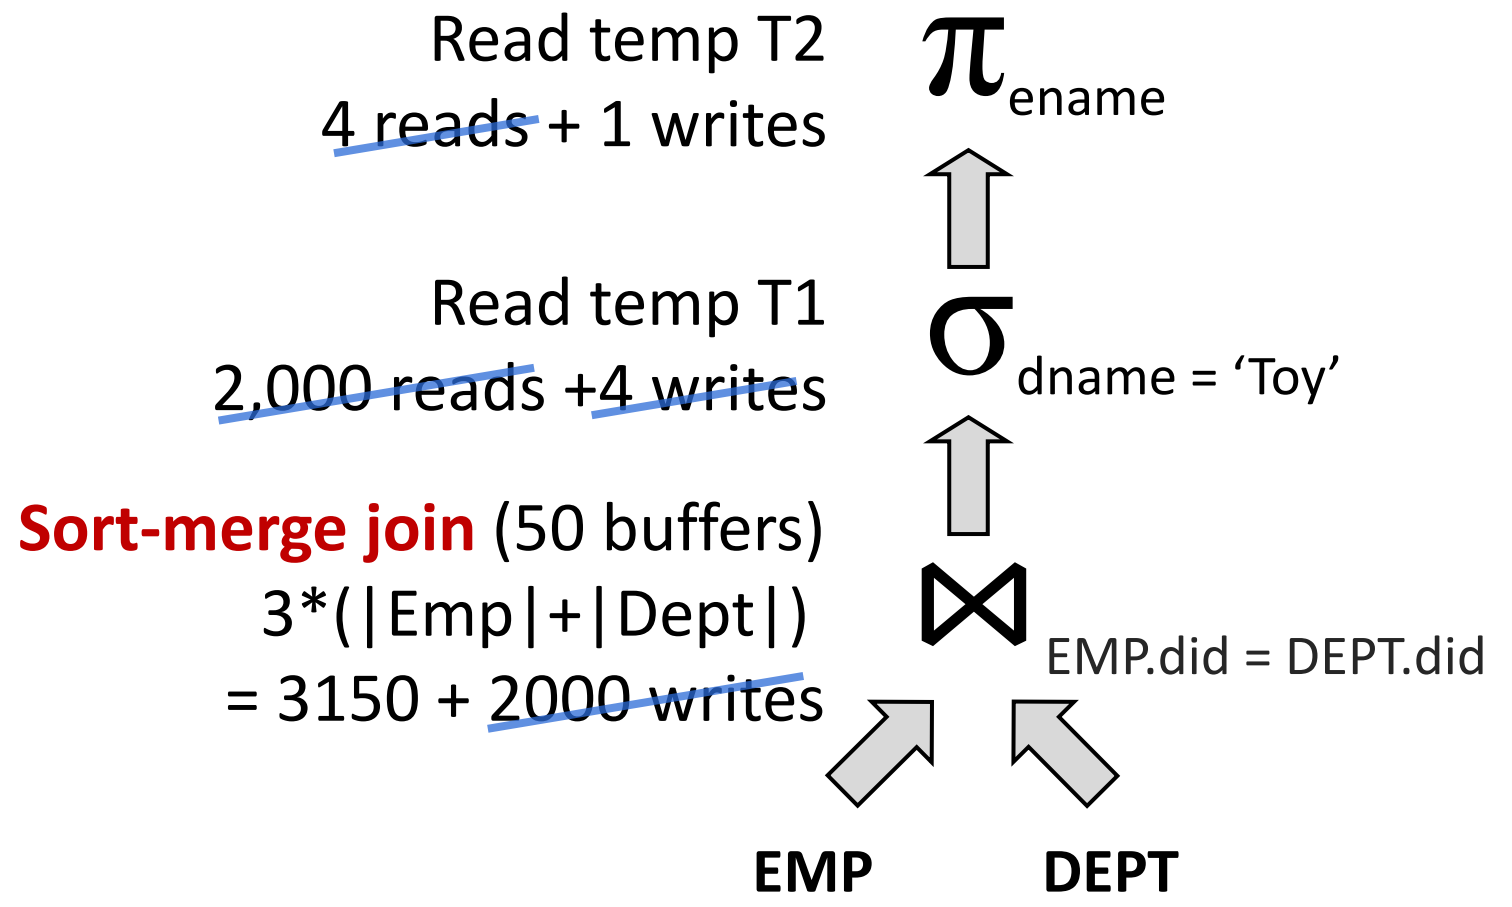 Read temp T2
4 reads + 1 writes
π ename
Read temp T1
2,000 reads +4 writes
σ dname = ‘Toy’
Sort-merge join (50 buffers)
3*(|Emp|+|Dept|)
= 3150 + 2000 writes
⋈ EMP.did = DEPT.did
EMP
DEPT